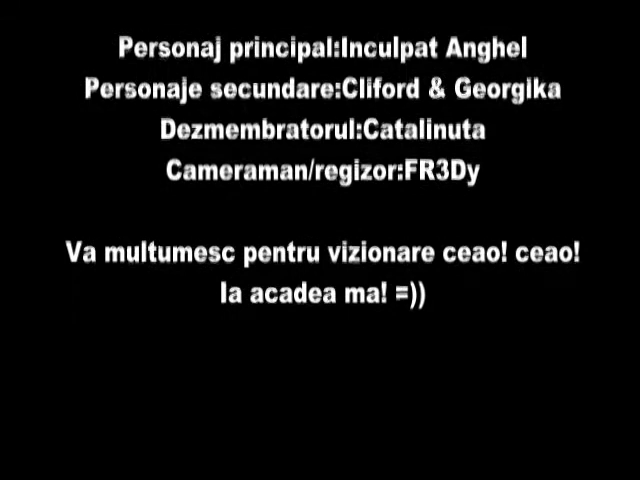 Personaj principal:Inculpat Anghel
Personaje secundare:Cliford & Georgika
Dezmembratorul:Catalinuta
Cameraman/regizor:FR3Dy
Va multumesc pentru vizionare ceao! ceao!
Ia acadea ma! =))